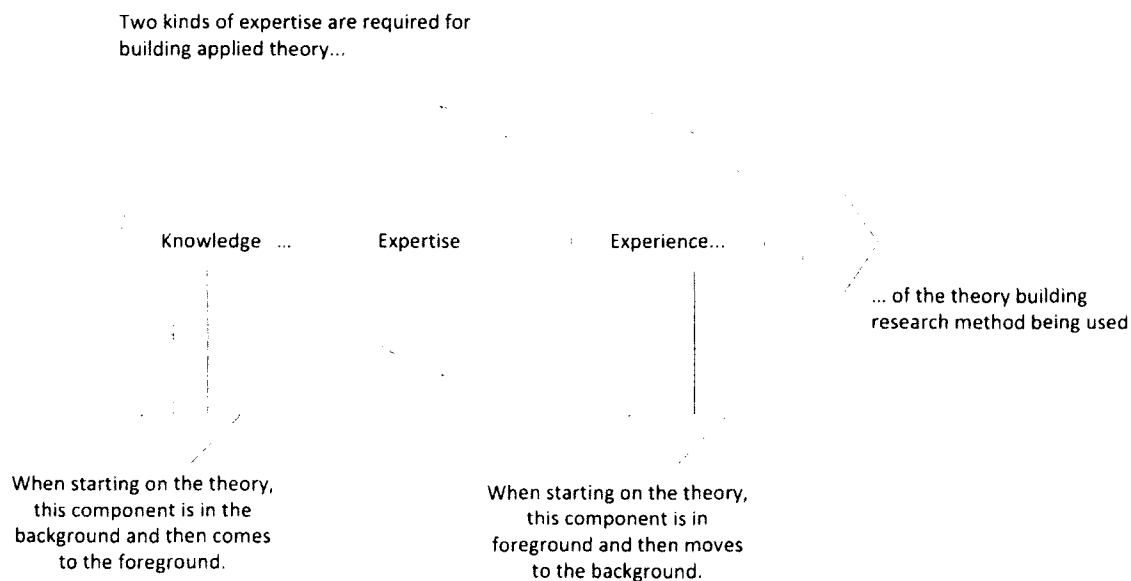 Two kinds of expertise are required for
building applied theory...
Knowledge ...
Expertise
Experience...
... of the theory building
research method being used
When starting on the theory,
this component is in the
background and then comes
to the foreground.
When starting on the theory,
this component is in
foreground and then moves
to the background.